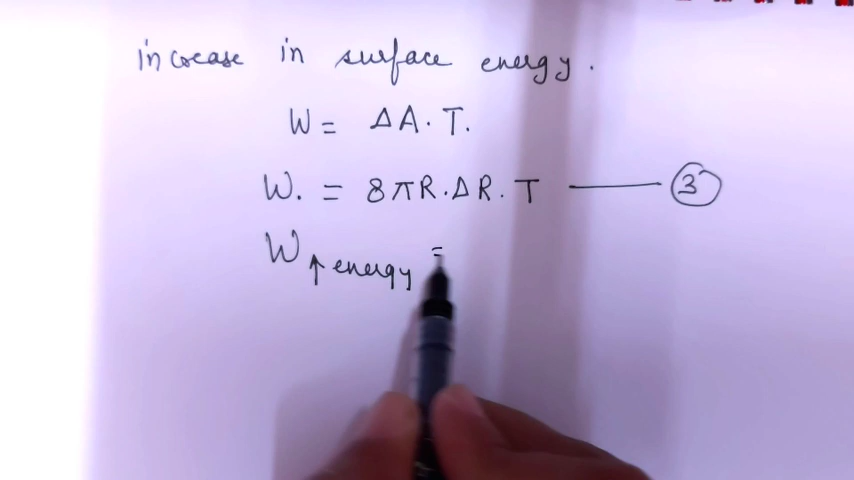 increase in surface energy.
W = ΔA. T.
W. = 8πR.ΔR. T —— ③
W↑ energy =